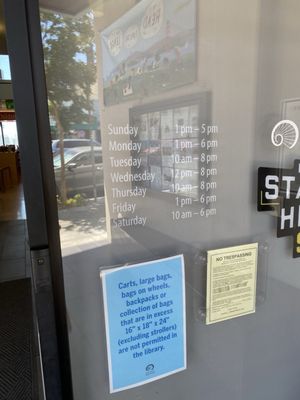 Sunday 1 pm – 5 pm
Monday 1 pm – 6 pm
Tuesday 10 am – 8 pm
Wednesday 12 pm – 8 pm
Thursday 10 am – 8 pm
Friday 1 pm – 6 pm
Saturday 10 am – 6 pm
STA
H
Carts, large bags,
bags on wheels,
backpacks or
collection of bags
that are in excess
16" x 18" x 24"
(excluding strollers)
are not permitted in
the library.
NO TRESPASSING